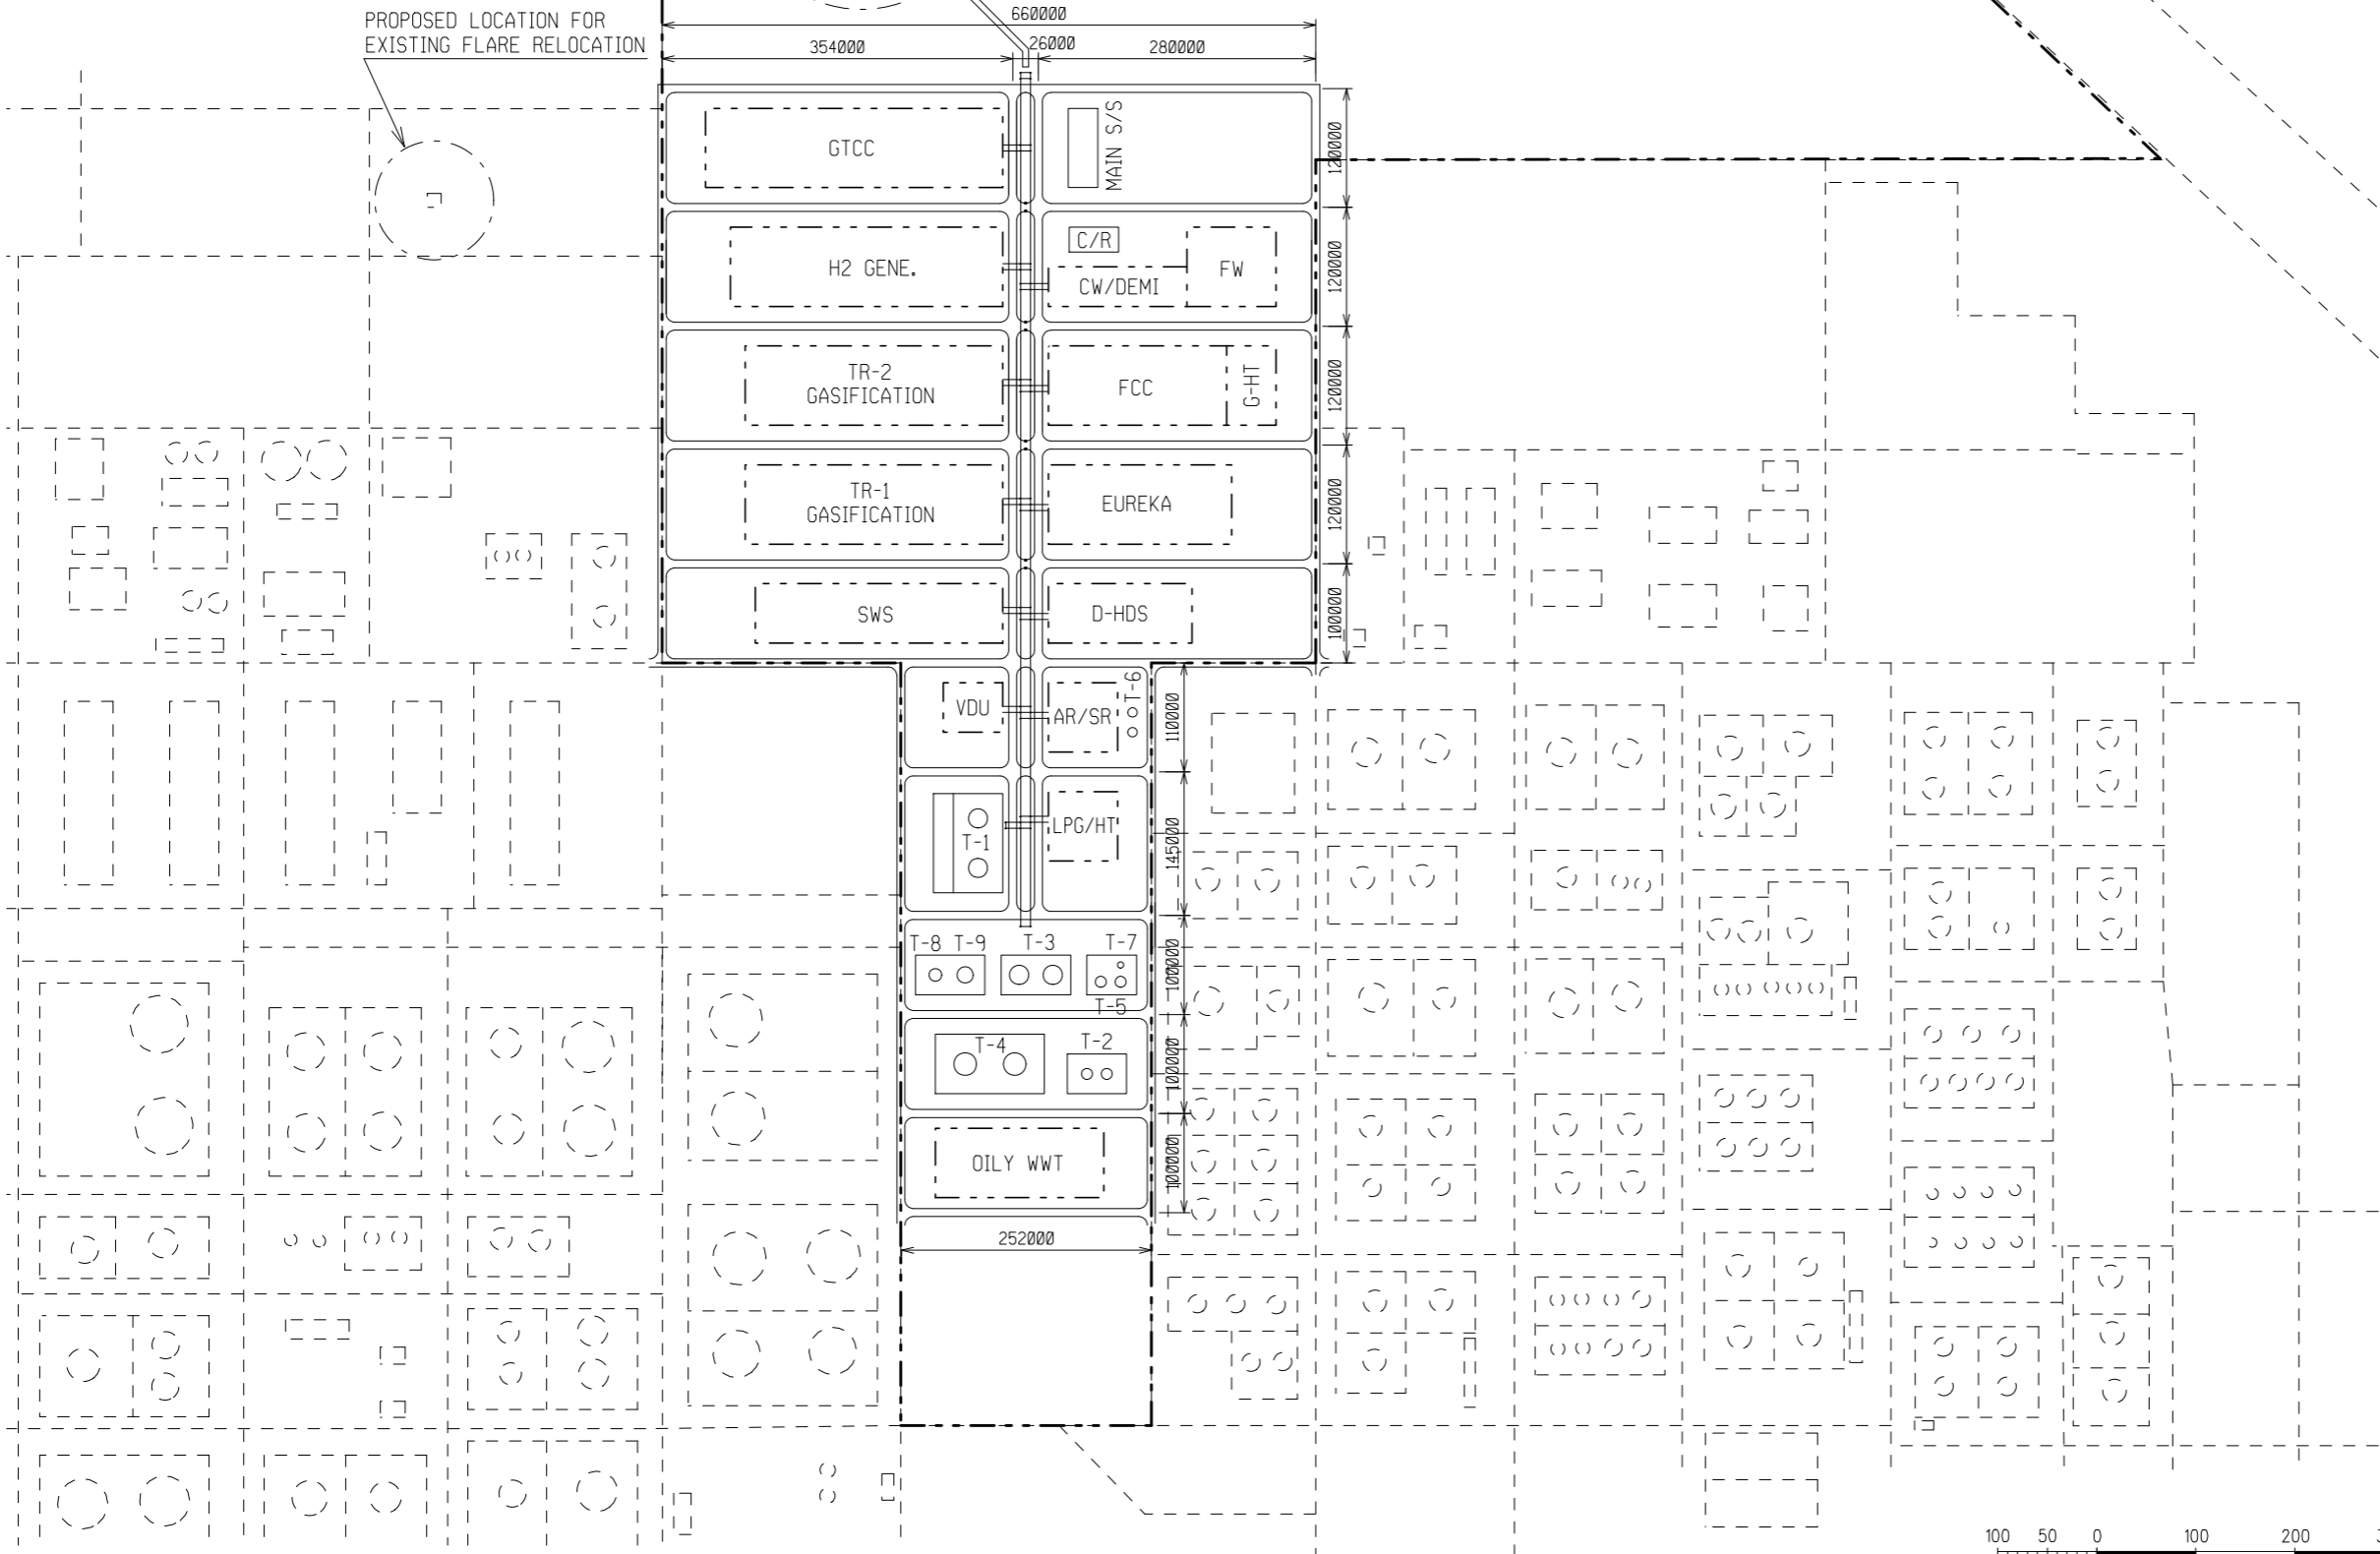 PROPOSED LOCATION FOR
EXISTING FLARE RELOCATION
660000
354000
26000
280000
GTCC
MAIN S/S
120000
H2 GENE.
C/R
CW/DEMI
FW
120000
TR-2
GASIFICATION
FCC
G-HT
120000
TR-1
GASIFICATION
EUREKA
120000
SWS
D-HDS
100000
VDU
AR/SR
T-6
110000
T-1
LPG/HT
145000
T-8
T-9
T-3
T-7
T-5
100000
T-4
T-2
100000
OILY WWT
100000
252000
100 50 0 100 200